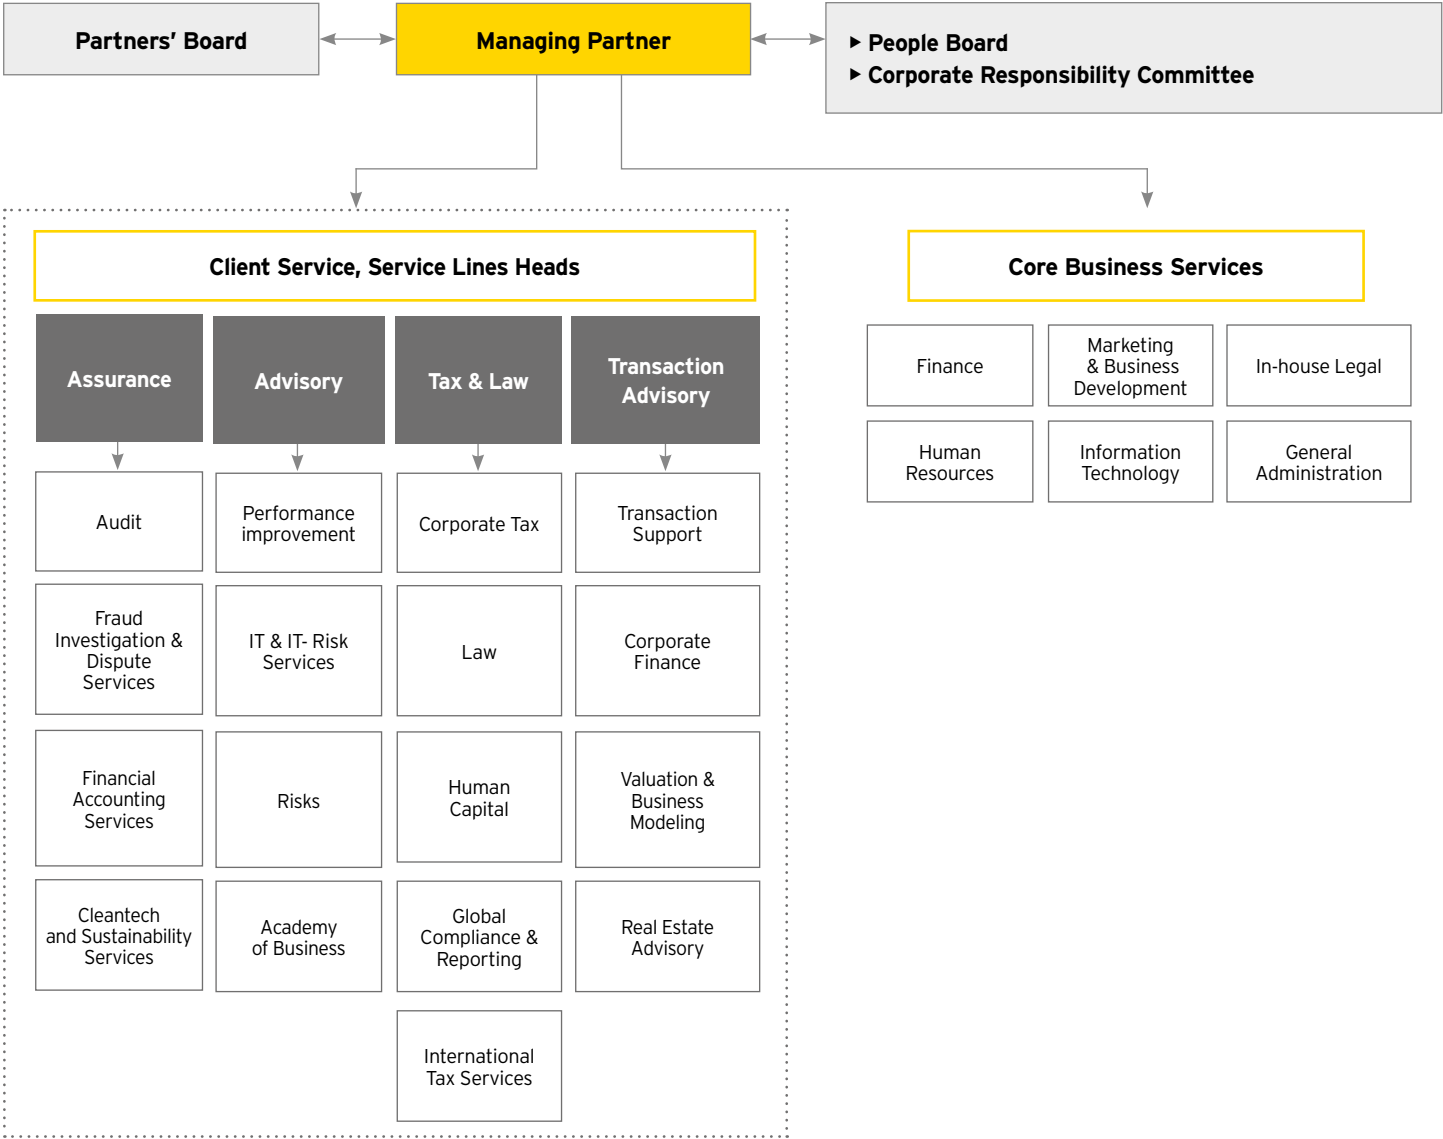 Partners' Board
Managing Partner
▸ People Board
▸ Corporate Responsibility Committee
Client Service, Service Lines Heads
Assurance
Advisory
Tax & Law
Transaction
Advisory
Audit
Performance
improvement
Corporate Tax
Transaction
Support
Fraud
Investigation &
Dispute
Services
IT & IT- Risk
Services
Law
Corporate
Finance
Financial
Accounting
Services
Risks
Human
Capital
Valuation &
Business
Modeling
Cleantech
and Sustainability
Services
Academy
of Business
Global
Compliance &
Reporting
Real Estate
Advisory
International
Tax Services
Core Business Services
Finance
Marketing
& Business
Development
In-house Legal
Human
Resources
Information
Technology
General
Administration